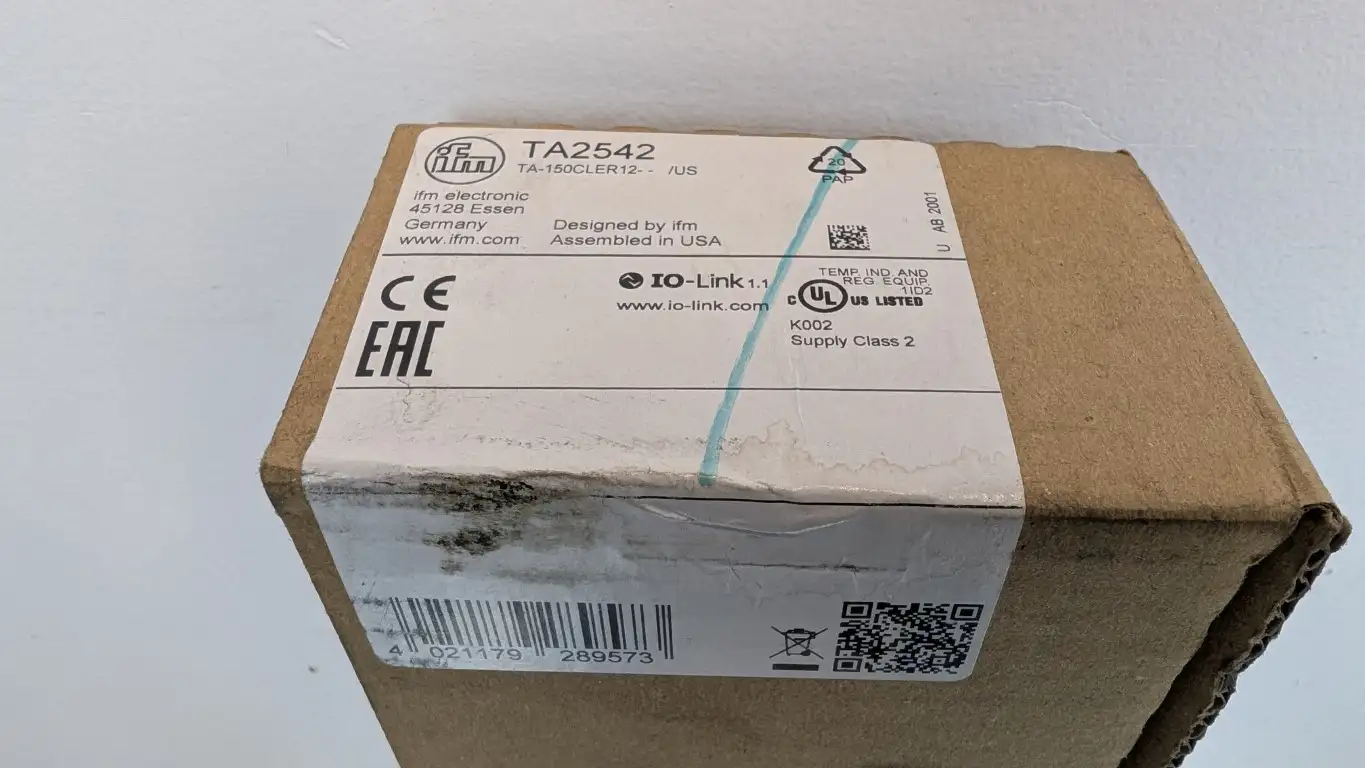 ifm
TA2542
TA-150CLER12- - /US
ifm electronic
45128 Essen
Germany
www.ifm.com
Designed by ifm
Assembled in USA
20
PAP
U AB 2001
CE
EAC
IO-Link 1.1
www.io-link.com
TEMP. IND. AND
REG. EQUIP.
1ID2
c UL US LISTED
K002
Supply Class 2
4 021179 289573